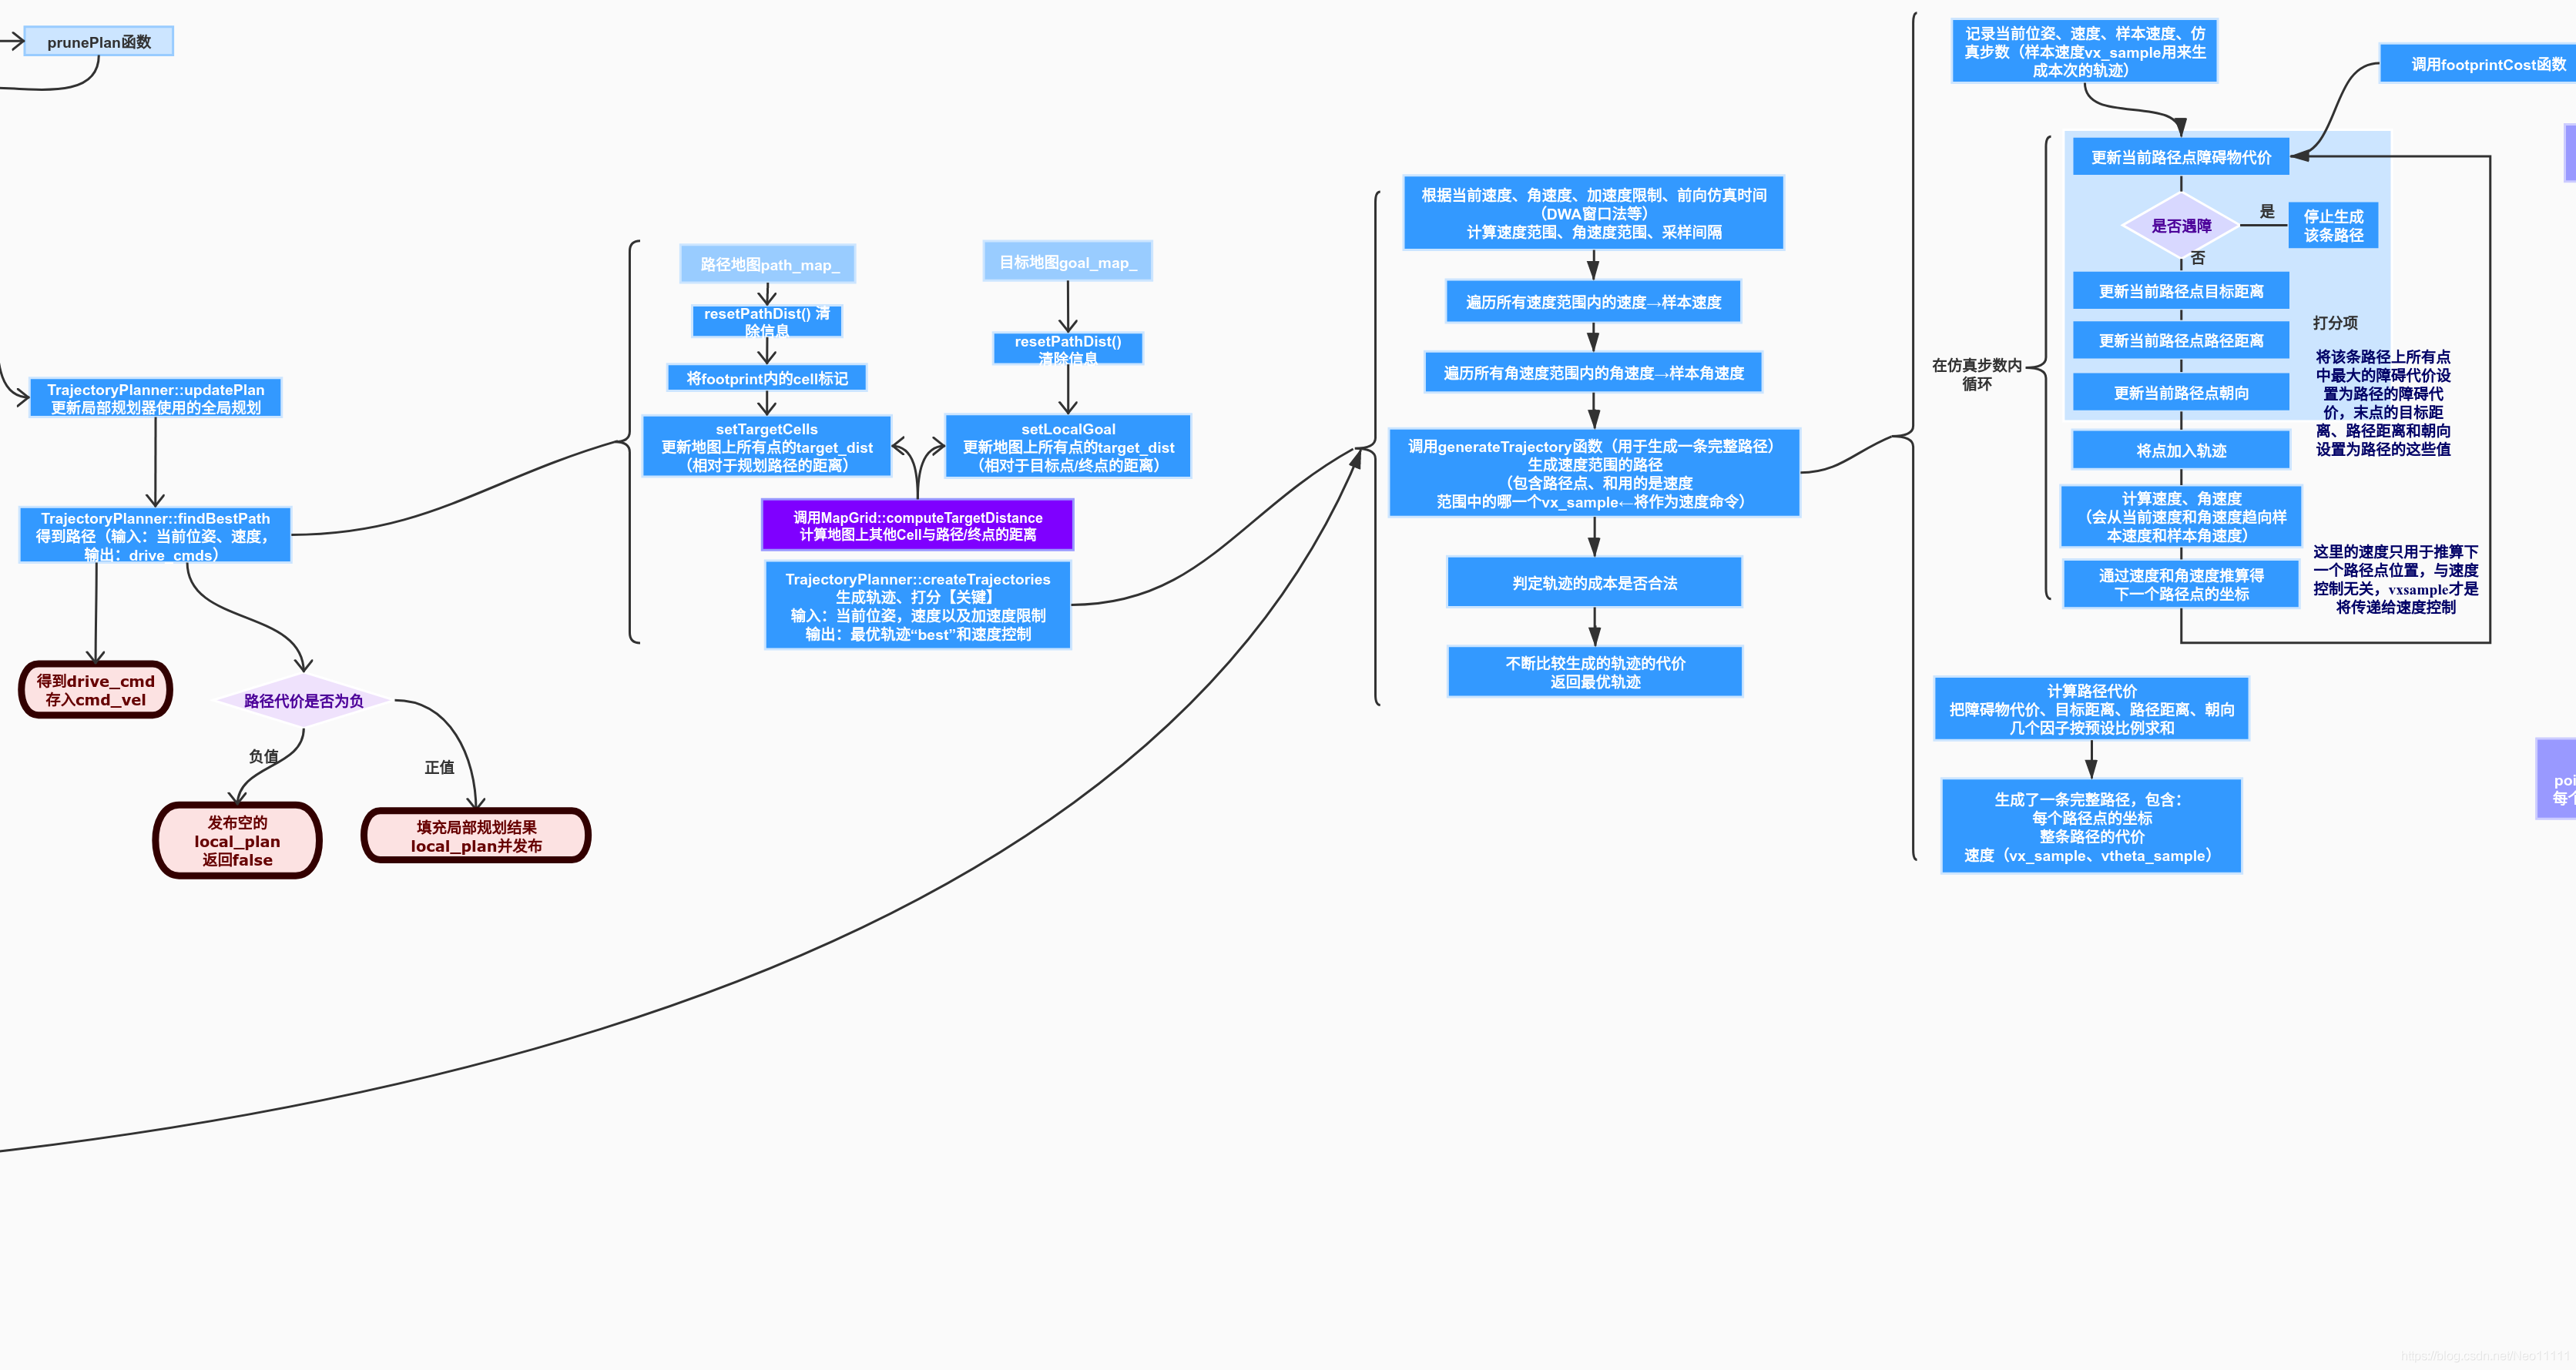 prunePlan函数
TrajectoryPlanner::updatePlan
更新局部规划器使用的全局规划
TrajectoryPlanner::findBestPath
得到路径（输入：当前位姿、速度，
输出：drive_cmds）
得到drive_cmd
存入cmd_vel
路径代价是否为负
负值
正值
发布空的
local_plan
返回false
填充局部规划结果
local_plan并发布
路径地图path_map_
resetPathDist() 清
除信息
将footprint内的cell标记
setTargetCells
更新地图上所有点的target_dist
（相对于规划路径的距离）
目标地图goal_map_
resetPathDist()
清除信息
setLocalGoal
更新地图上所有点的target_dist
（相对于目标点/终点的距离）
调用MapGrid::computeTargetDistance
计算地图上其他Cell与路径/终点的距离
TrajectoryPlanner::createTrajectories
生成轨迹、打分【关键】
输入：当前位姿，速度以及加速度限制
输出：最优轨迹“best”和速度控制
根据当前速度、角速度、加速度限制、前向仿真时间
（DWA窗口法等）
计算速度范围、角速度范围、采样间隔
遍历所有速度范围内的速度→样本速度
遍历所有角速度范围内的角速度→样本角速度
调用generateTrajectory函数（用于生成一条完整路径）
生成速度范围的路径
（包含路径点、和用的是速度
范围中的哪一个vx_sample←将作为速度命令）
判定轨迹的成本是否合法
不断比较生成的轨迹的代价
返回最优轨迹
记录当前位姿、速度、样本速度、仿
真步数（样本速度vx_sample用来生
成本次的轨迹）
调用footprintCost函数
在仿真步数内
循环
更新当前路径点障碍物代价
是否遇障
是
停止生成
该条路径
否
更新当前路径点目标距离
打分项
更新当前路径点路径距离
更新当前路径点朝向
将该条路径上所有点
中最大的障碍代价设
置为路径的障碍代
价，末点的目标距
离、路径距离和朝向
设置为路径的这些值
将点加入轨迹
计算速度、角速度
（会从当前速度和角速度趋向样
本速度和样本角速度）
通过速度和角速度推算得
下一个路径点的坐标
这里的速度只用于推算下
一个路径点位置，与速度
控制无关，vxsample才是
将传递给速度控制
计算路径代价
把障碍物代价、目标距离、路径距离、朝向
几个因子按预设比例求和
生成了一条完整路径，包含：
每个路径点的坐标
整条路径的代价
速度（vx_sample、vtheta_sample）
poi
每个
https://blog.csdn.net/Neo11111